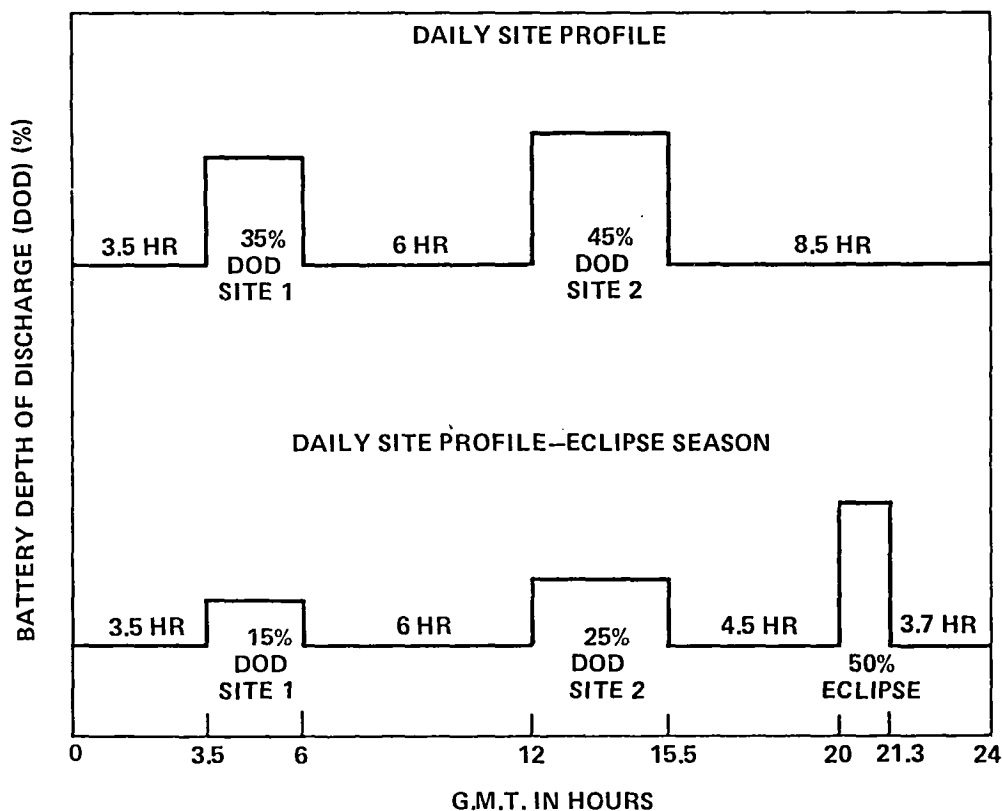 DAILY SITE PROFILE
BATTERY DEPTH OF DISCHARGE (DOD) (%)
3.5 HR
35%
DOD
SITE 1
6 HR
45%
DOD
SITE 2
8.5 HR
DAILY SITE PROFILE–ECLIPSE SEASON
3.5 HR
15%
DOD
SITE 1
6 HR
25%
DOD
SITE 2
4.5 HR
50%
ECLIPSE
3.7 HR
0 3.5 6 12 15.5 20 21.3 24
G.M.T. IN HOURS